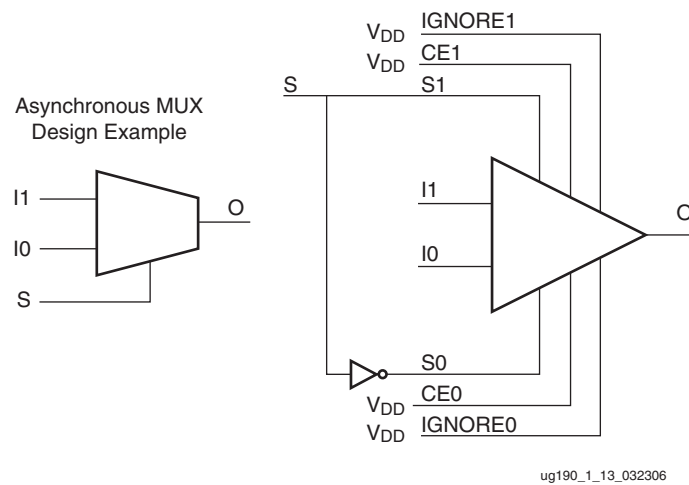 Asynchronous MUX
Design Example
I1
I0
S
O
VDD IGNORE1
VDD CE1
S S1
I1
I0
O
S0
VDD CE0
VDD IGNORE0
ug190_1_13_032306